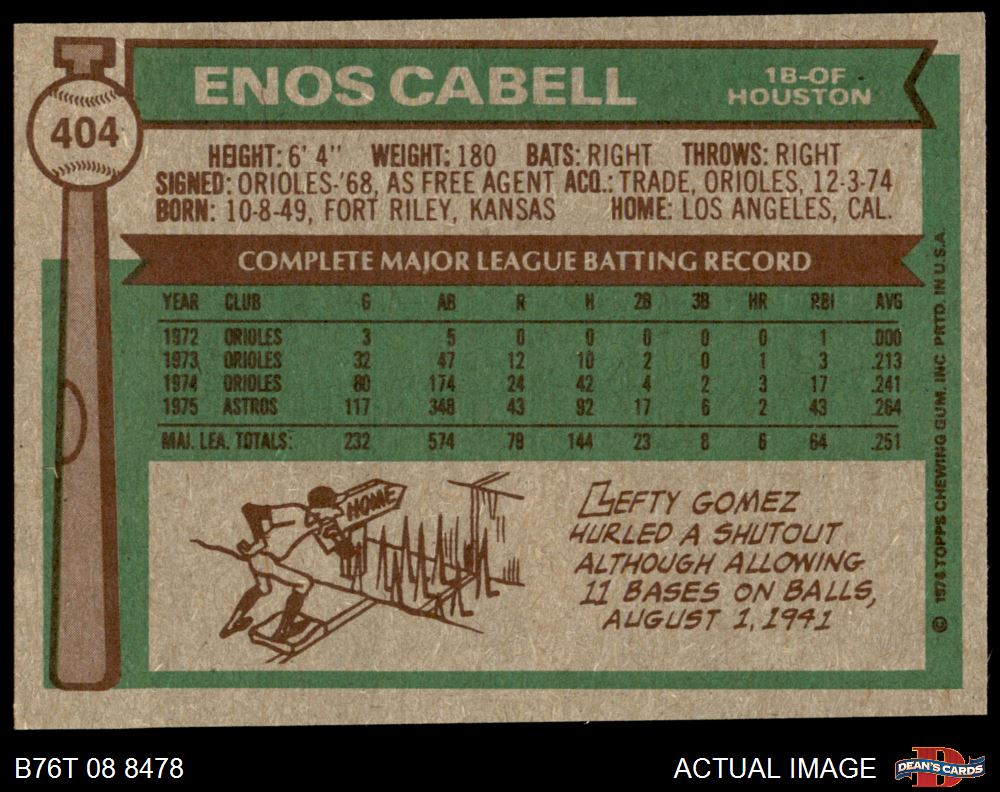 ENOS CABELL
1B-OF
HOUSTON
404
HEIGHT: 6' 4" WEIGHT: 180 BATS: RIGHT THROWS: RIGHT
SIGNED: ORIOLES-'68, AS FREE AGENT ACQ.: TRADE, ORIOLES, 12-3-74
BORN: 10-8-49, FORT RILEY, KANSAS HOME: LOS ANGELES, CAL.
COMPLETE MAJOR LEAGUE BATTING RECORD
YEAR CLUB G AB R H 2B 3B HR RBI AVG
1972 ORIOLES 3 5 0 0 0 0 0 1 .000
1973 ORIOLES 32 47 12 10 2 0 1 3 .213
1974 ORIOLES 80 174 24 42 4 2 3 17 .241
1975 ASTROS 117 348 43 92 17 6 2 43 .264
MAJ. LEA. TOTALS: 232 574 79 144 23 8 6 64 .251
HOME
LEFTY GOMEZ
HURLED A SHUTOUT
ALTHOUGH ALLOWING
11 BASES ON BALLS,
AUGUST 1, 1941
© 1976 TOPPS CHEWING GUM, INC. PRTD. IN U.S.A.
B76T 08 8478
ACTUAL IMAGE
DEAN'S CARDS